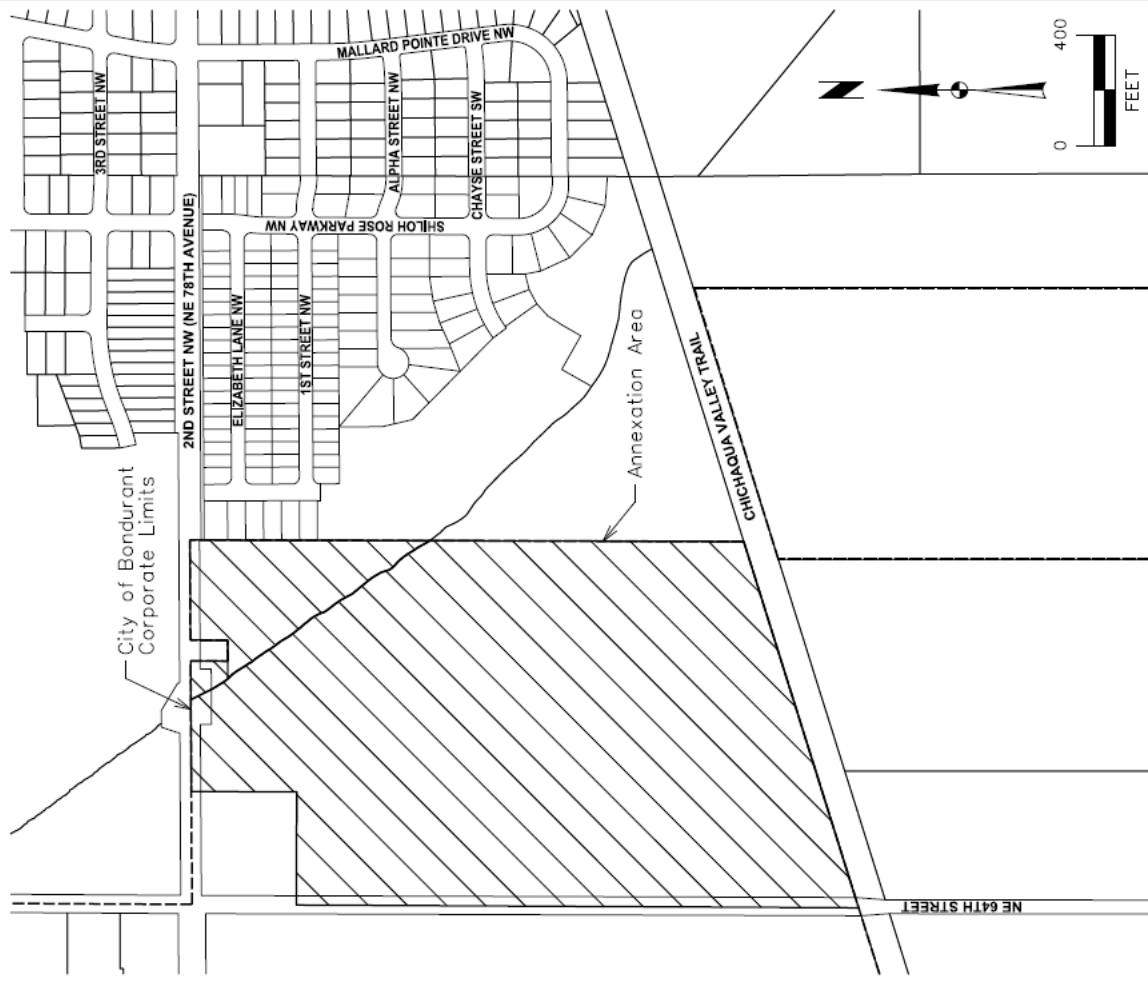 3RD STREET NW
MALLARD POINTE DRIVE NW
ALPHA STREET NW
CHAYSE STREET SW
2ND STREET NW (NE 78TH AVENUE)
SHILOH ROSE PARKWAY NW
ELIZABETH LANE NW
1ST STREET NW
City of Bondurant
Corporate Limits
Annexation Area
CHICHAQUA VALLEY TRAIL
NE 64TH STREET
N
0
400
FEET